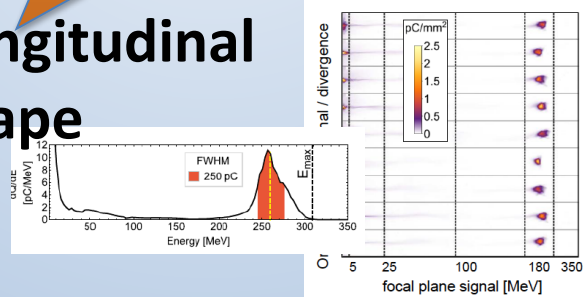 ngitudinal
ape
pC/mm²
2.5
2
1.5
1
0.5
0
nal / divergence
Or
5 25 100 180 350
focal plane signal [MeV]
[pC/MeV]
12
10
8
6
4
2
0
FWHM
250 pC
Emax
50 100 150 200 250 300 350
Energy [MeV]